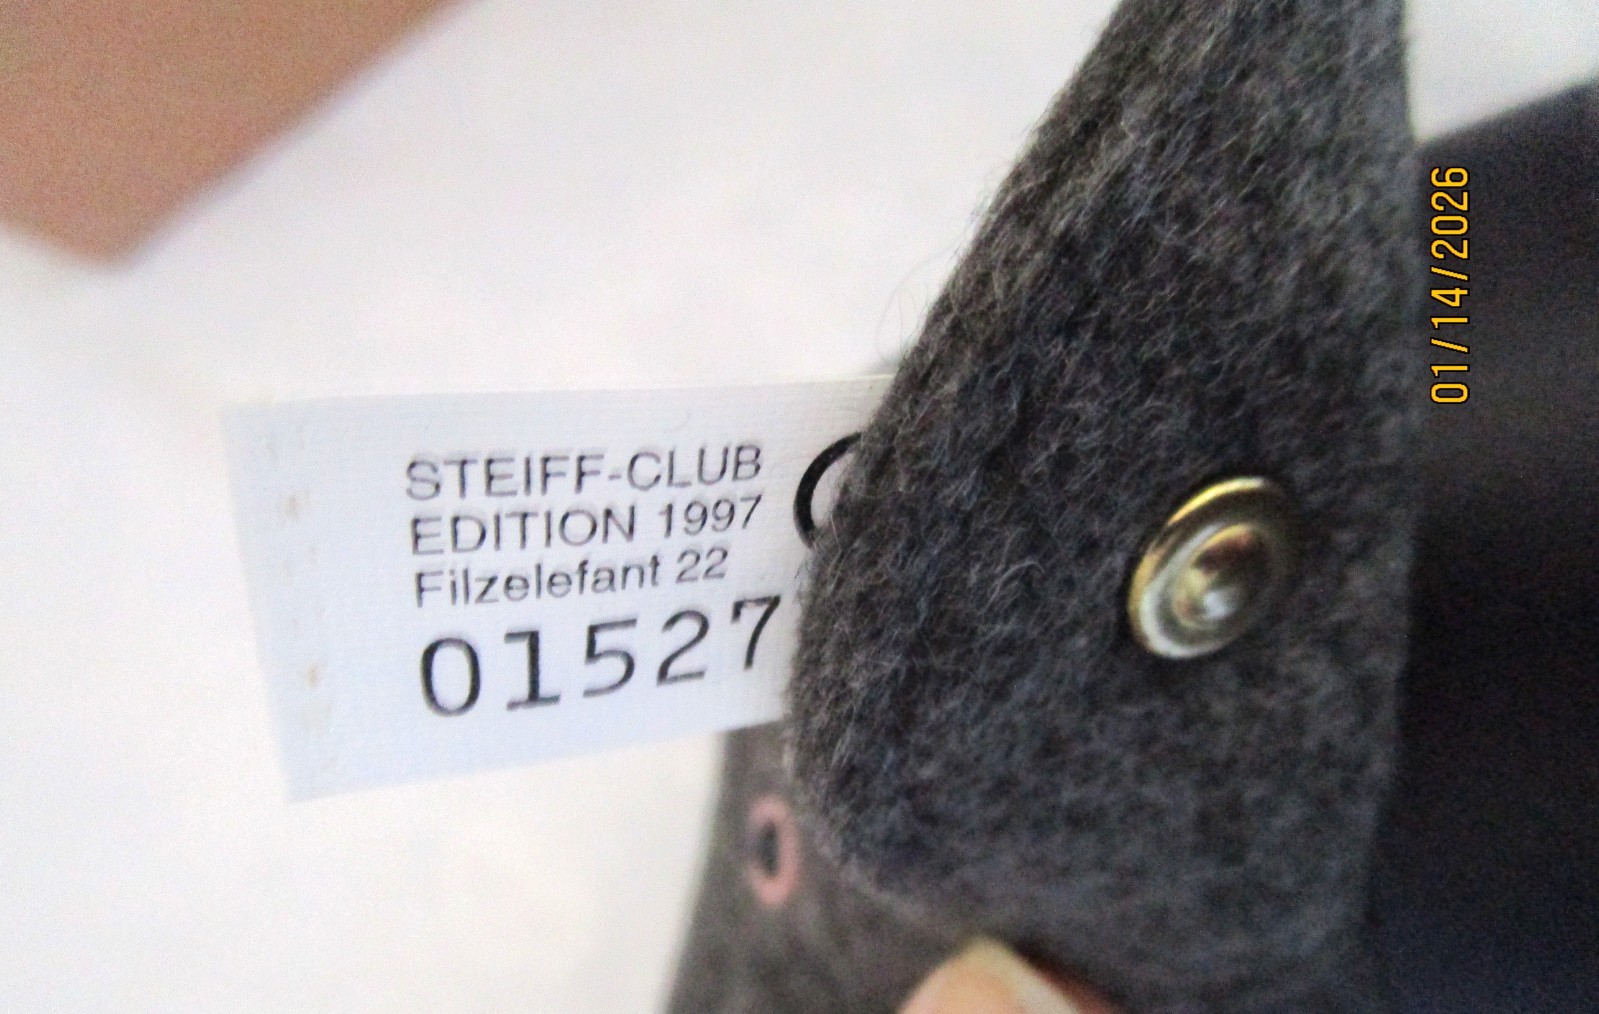 STEIFF-CLUB
EDITION 1997
Filzelefant 22
01527
01/14/2026